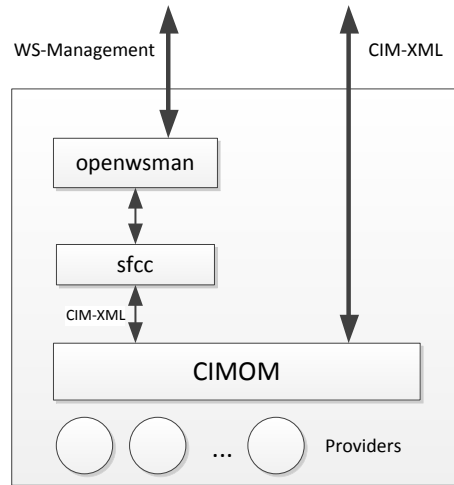 WS-Management
CIM-XML
openwsman
sfcc
CIM-XML
CIMOM
... Providers